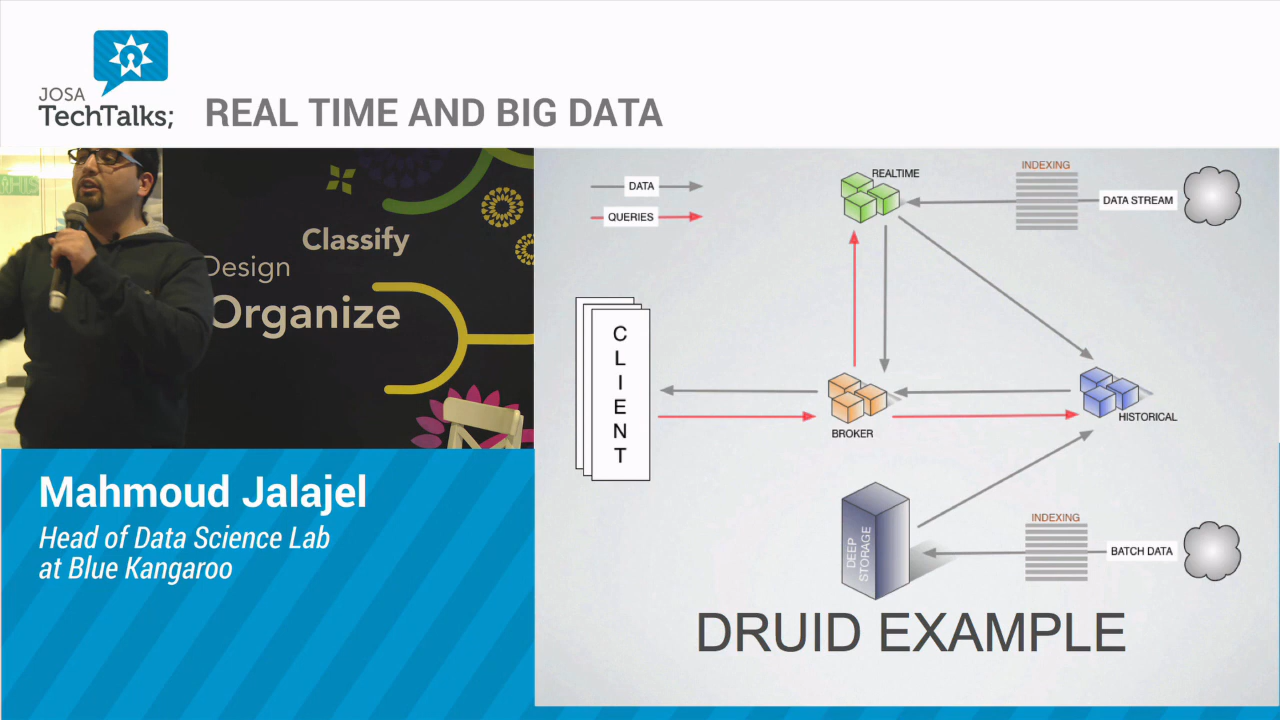 JOSA
TechTalks;
REAL TIME AND BIG DATA
Classify
Design
Organize
Mahmoud Jalajel
Head of Data Science Lab
at Blue Kangaroo
DATA
QUERIES
REALTIME
INDEXING
DATA STREAM
CLIENT
BROKER
HISTORICAL
DEEP
STORAGE
INDEXING
BATCH DATA
DRUID EXAMPLE